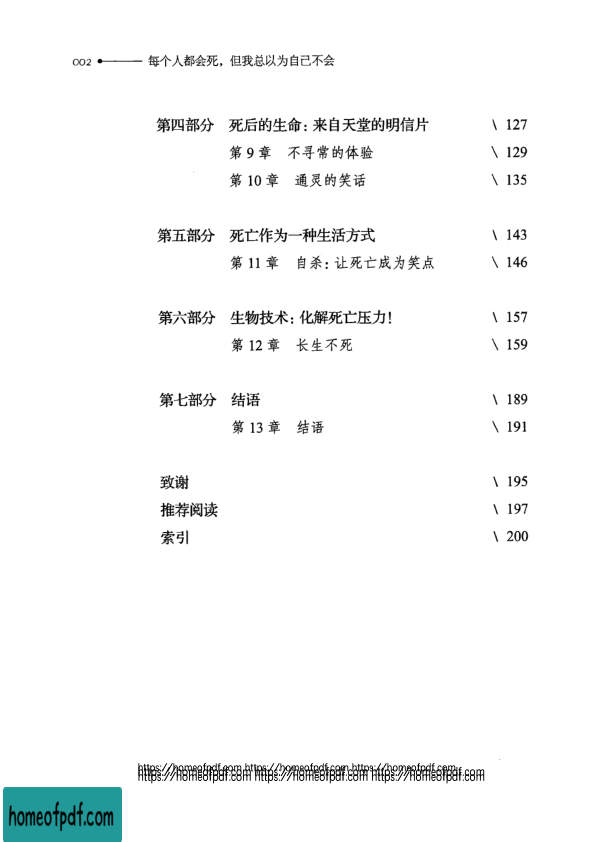 002 ●—— 每个人都会死，但我总以为自己不会
第四部分 死后的生命：来自天堂的明信片 \ 127
第 9 章 不寻常的体验 \ 129
第 10 章 通灵的笑话 \ 135
第五部分 死亡作为一种生活方式 \ 143
第 11 章 自杀：让死亡成为笑点 \ 146
第六部分 生物技术：化解死亡压力！ \ 157
第 12 章 长生不死 \ 159
第七部分 结语 \ 189
第 13 章 结语 \ 191
致谢 \ 195
推荐阅读 \ 197
索引 \ 200
https://homeofpdf.com https://homeofpdf.com https://homeofpdf.com
https://homeofpdf.com https://homeofpdf.com https://homeofpdf.com
homeofpdf.com